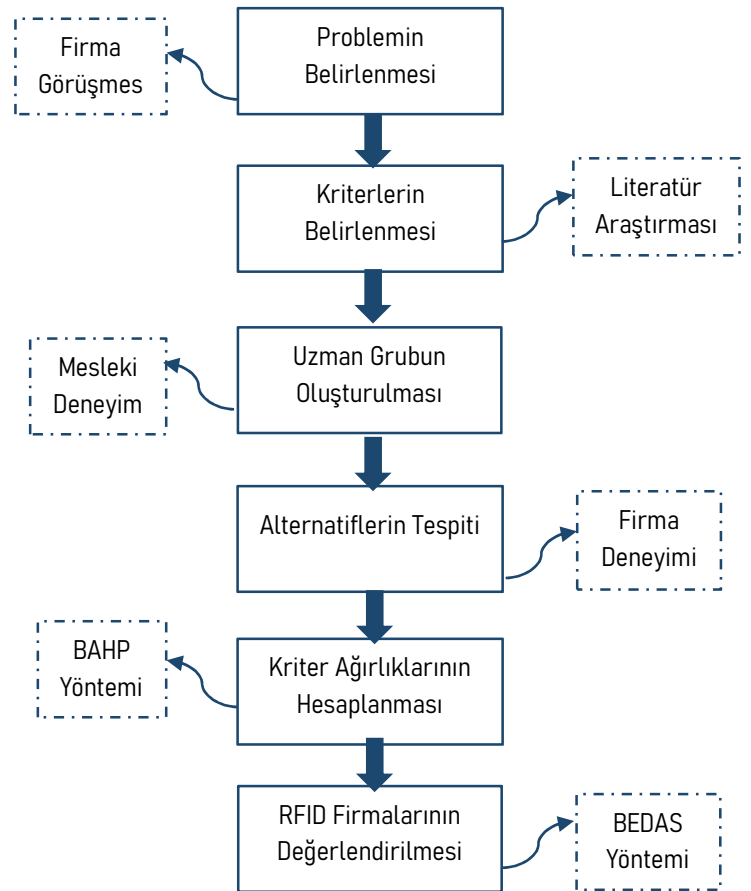 Problemin
Belirlenmesi
Firma
Görüşmes
Kriterlerin
Belirlenmesi
Literatür
Araştırması
Uzman Grubun
Oluşturulması
Mesleki
Deneyim
Alternatiflerin Tespiti
Firma
Deneyimi
Kriter Ağırlıklarının
Hesaplanması
BAHP
Yöntemi
RFID Firmalarının
Değerlendirilmesi
BEDAS
Yöntemi